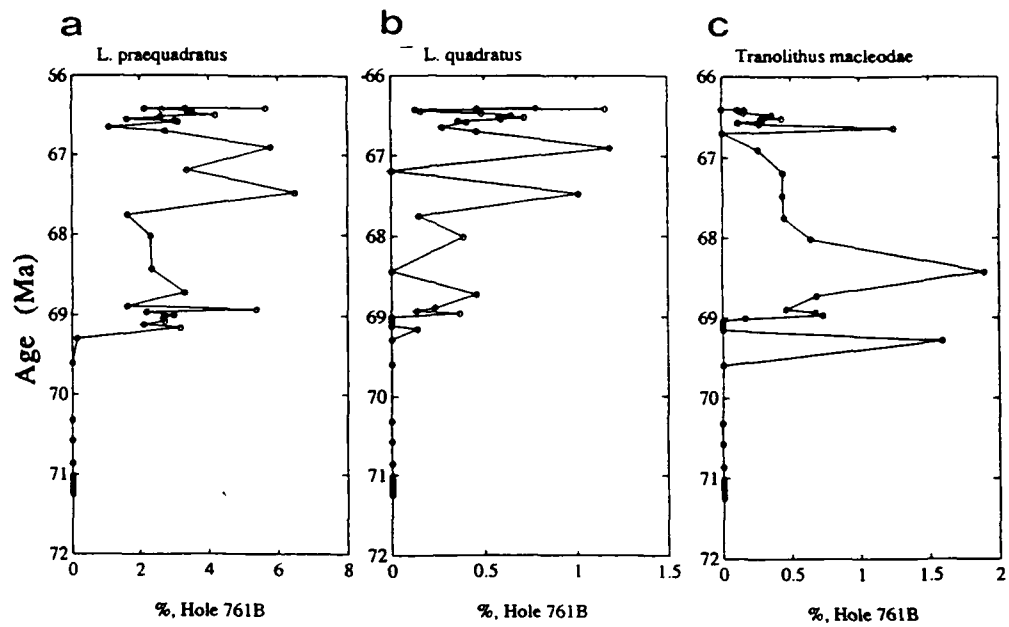 a
L. praequadratus
56
67
68
69
70
71
72
0 2 4 6 8
%, Hole 761B
Age (Ma)
b
L. quadratus
66
67
68
69
70
71
72
0 0.5 1 1.5
%, Hole 761B
c
Tranolithus macleodae
66
67
68
69
70
71
72
0 0.5 1 1.5 2
%, Hole 761B